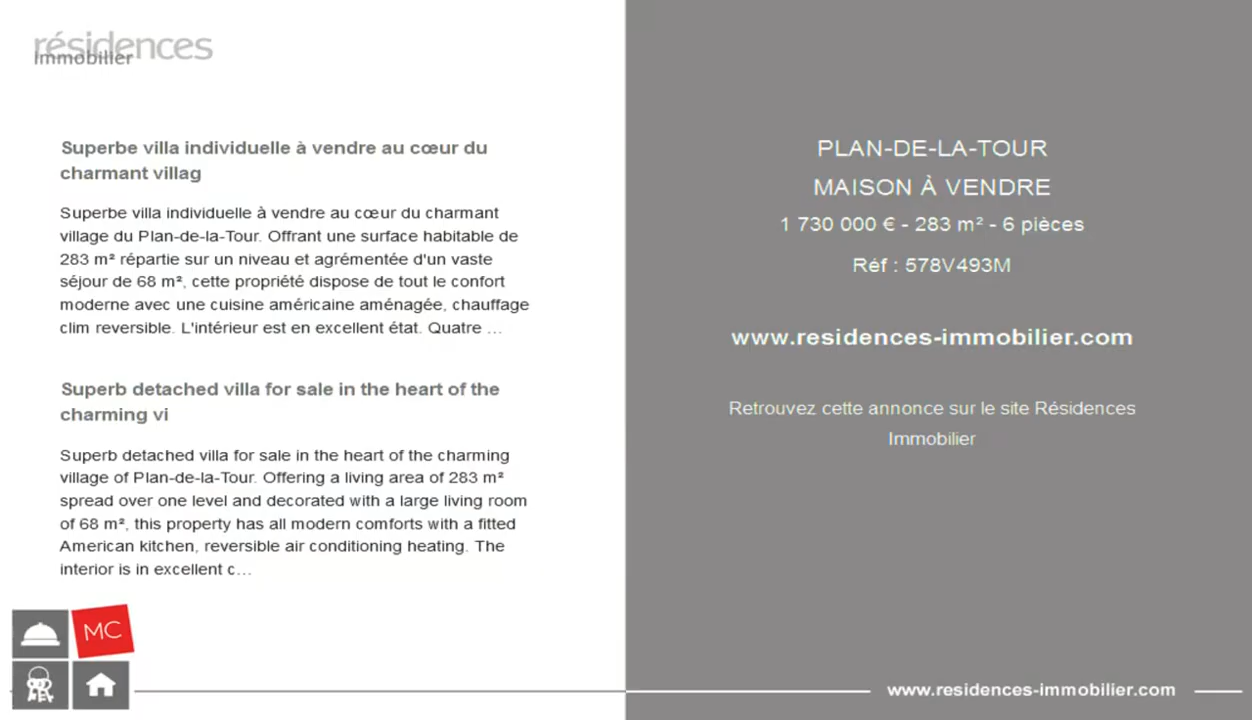 résidences
Immobilier
Superbe villa individuelle à vendre au cœur du
charmant villag
Superbe villa individuelle à vendre au cœur du charmant
village du Plan-de-la-Tour. Offrant une surface habitable de
283 m² répartie sur un niveau et agrémentée d'un vaste
séjour de 68 m², cette propriété dispose de tout le confort
moderne avec une cuisine américaine aménagée, chauffage
clim reversible. L'intérieur est en excellent état. Quatre ...
Superb detached villa for sale in the heart of the
charming vi
Superb detached villa for sale in the heart of the charming
village of Plan-de-la-Tour. Offering a living area of 283 m²
spread over one level and decorated with a large living room
of 68 m², this property has all modern comforts with a fitted
American kitchen, reversible air conditioning heating. The
interior is in excellent c...
MC
PLAN-DE-LA-TOUR
MAISON À VENDRE
1 730 000 € - 283 m² - 6 pièces
Réf : 578V493M
www.residences-immobilier.com
Retrouvez cette annonce sur le site Résidences
Immobilier
www.residences-immobilier.com